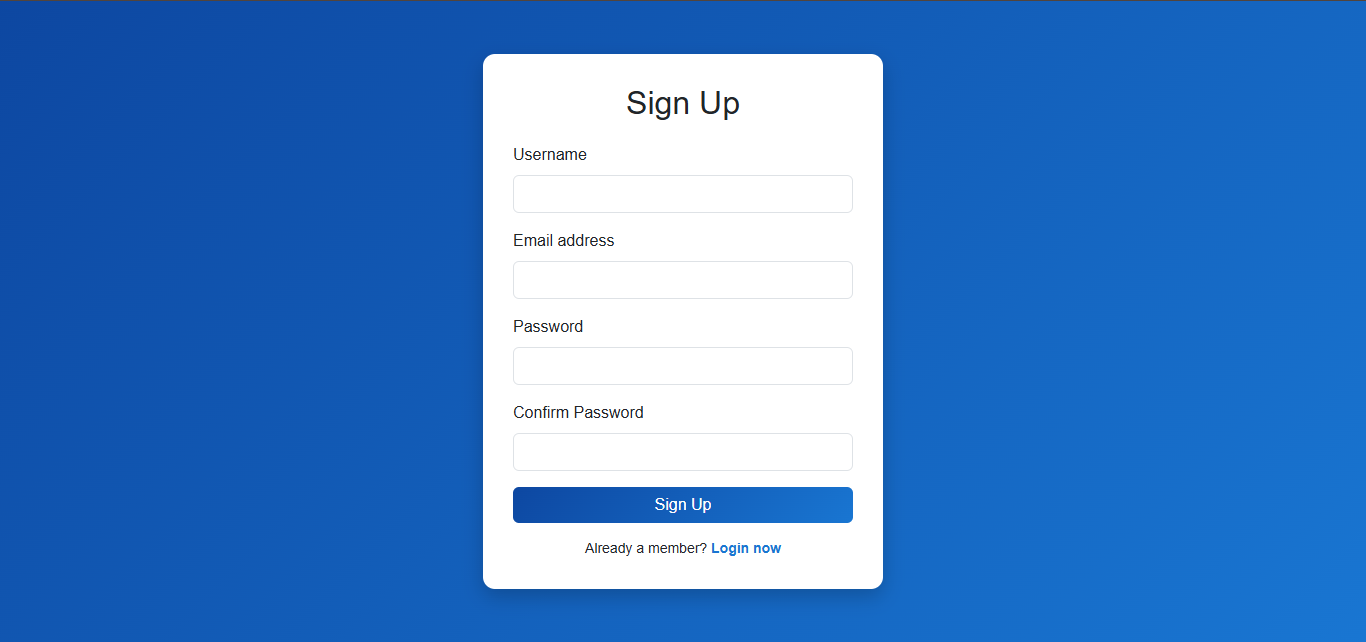 Sign Up
Username
Email address
Password
Confirm Password
Sign Up
Already a member? Login now